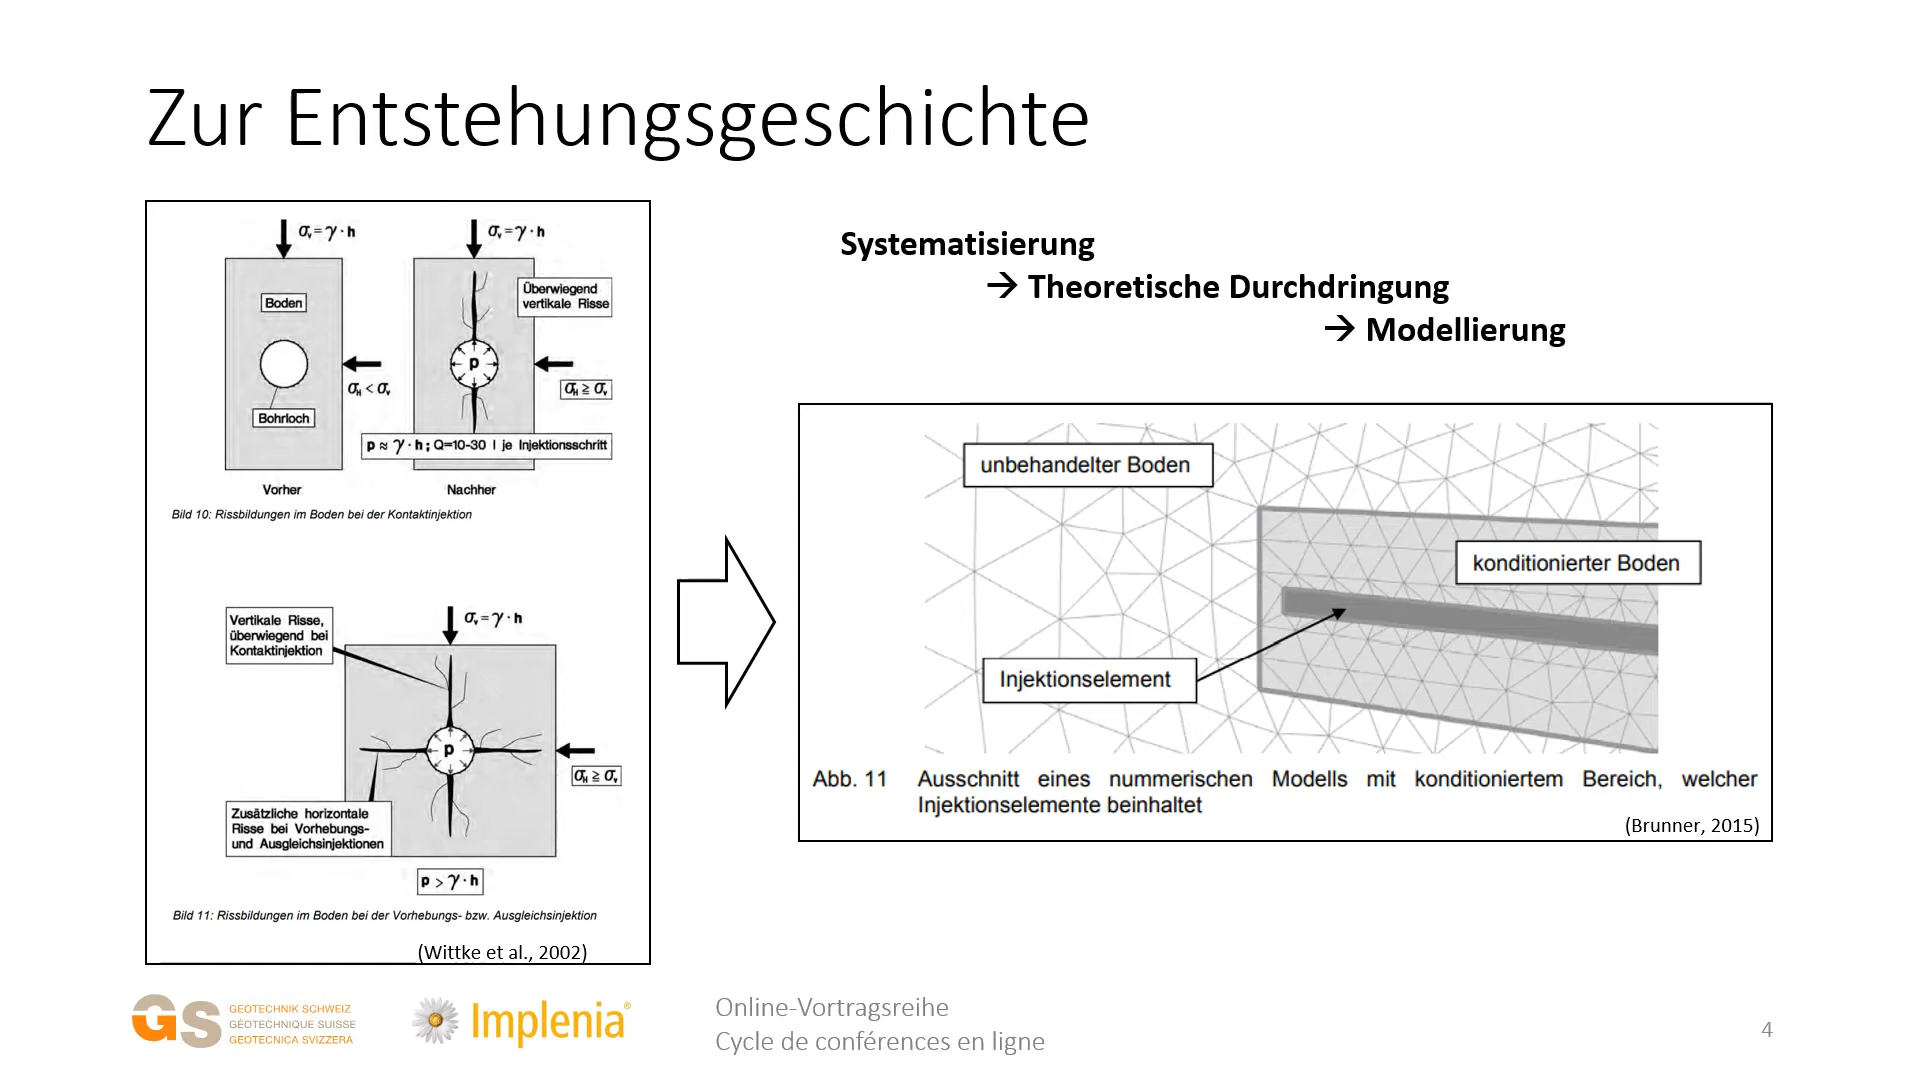 Zur Entstehungsgeschichte
σv = γ · h
σv = γ · h
Boden
Überwiegend
vertikale Risse
p
σH < σv
σH ≧ σv
Bohrloch
p ≈ γ · h ; Q=10-30 l je Injektionsschritt
Vorher
Nachher
Bild 10: Rissbildungen im Boden bei der Kontaktinjektion
Vertikale Risse,
überwiegend bei
Kontaktinjektion
σv = γ · h
p
σH ≧ σv
Zusätzliche horizontale
Risse bei Vorhebungs-
und Ausgleichsinjektionen
p > γ · h
Bild 11: Rissbildungen im Boden bei der Vorhebungs- bzw. Ausgleichsinjektion
(Wittke et al., 2002)
Systematisierung
→ Theoretische Durchdringung
→ Modellierung
unbehandelter Boden
konditionierter Boden
Injektionselement
Abb. 11 Ausschnitt eines nummerischen Modells mit konditioniertem Bereich, welcher
Injektionselemente beinhaltet
(Brunner, 2015)
GS
GEOTECHNIK SCHWEIZ
GÉOTECHNIQUE SUISSE
GEOTECNICA SVIZZERA
Implenia®
Online-Vortragsreihe
Cycle de conférences en ligne
4